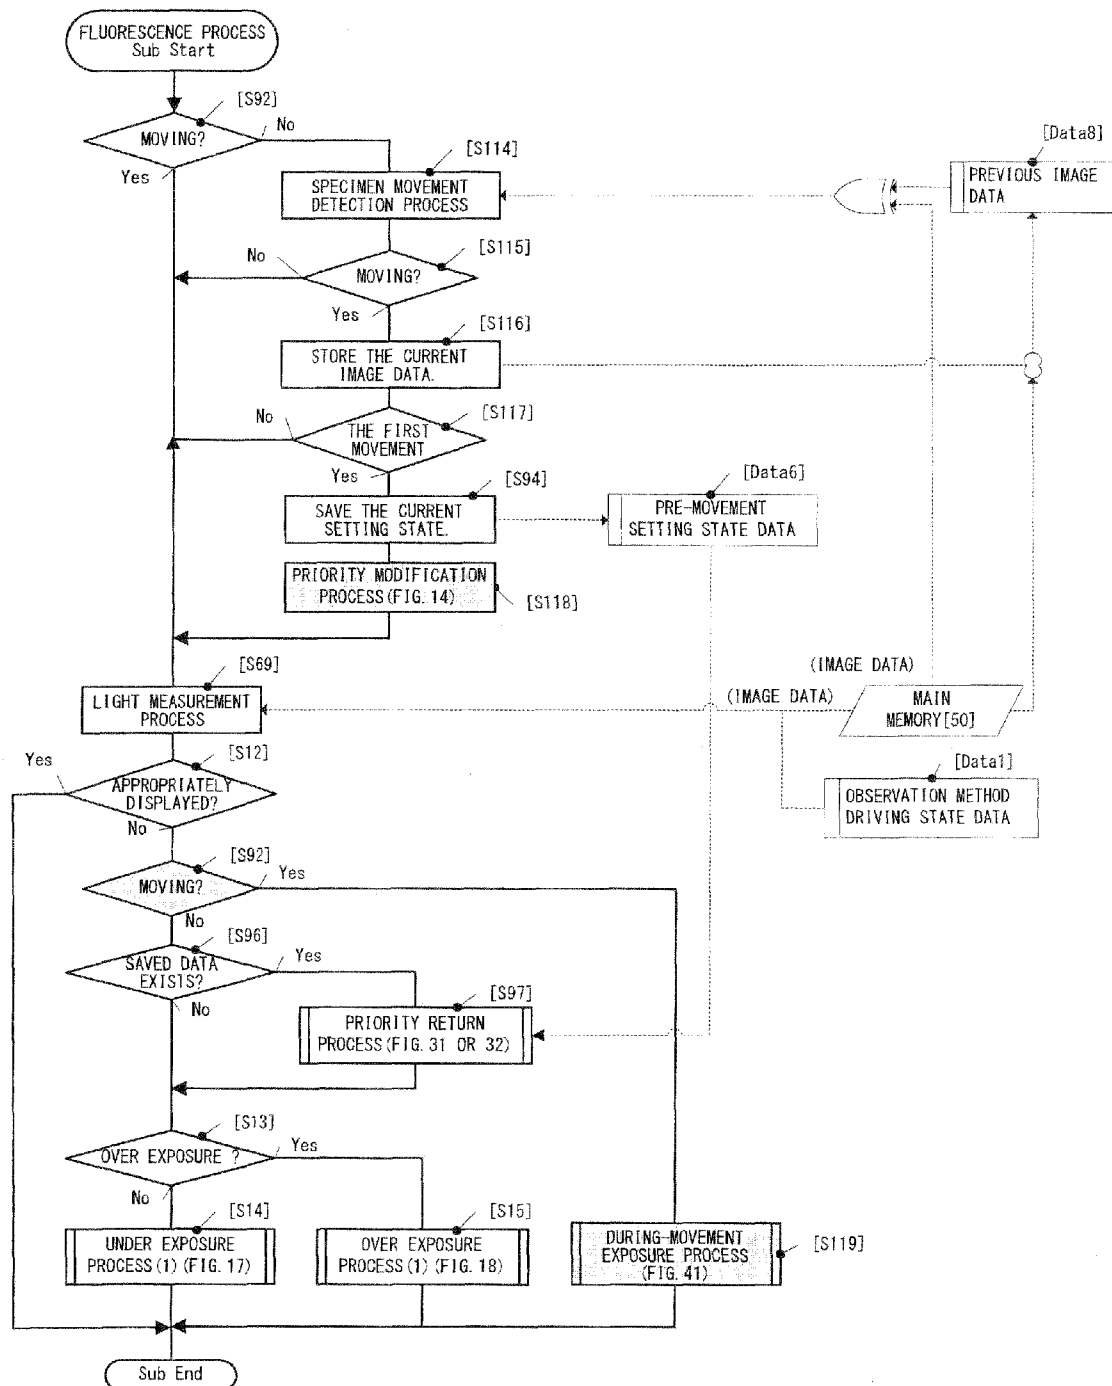 FLUORESCENCE PROCESS
Sub Start
[S92]
MOVING?
No
Yes
[S114]
SPECIMEN MOVEMENT
DETECTION PROCESS
[Data8]
PREVIOUS IMAGE
DATA
[S115]
No
MOVING?
Yes
[S116]
STORE THE CURRENT
IMAGE DATA.
[S117]
No
THE FIRST
MOVEMENT
Yes
[S94]
SAVE THE CURRENT
SETTING STATE.
[Data6]
PRE-MOVEMENT
SETTING STATE DATA
PRIORITY MODIFICATION
PROCESS(FIG.14)
[S118]
[S69]
LIGHT MEASUREMENT
PROCESS
(IMAGE DATA)
(IMAGE DATA)
MAIN
MEMORY[50]
[Data1]
OBSERVATION METHOD
DRIVING STATE DATA
[S12]
Yes
APPROPRIATELY
DISPLAYED?
No
[S92]
MOVING?
Yes
No
[S96]
SAVED DATA
EXISTS?
Yes
No
[S97]
PRIORITY RETURN
PROCESS(FIG.31 OR 32)
[S13]
OVER EXPOSURE ?
Yes
No
[S14]
UNDER EXPOSURE
PROCESS(1)(FIG.17)
[S15]
OVER EXPOSURE
PROCESS(1)(FIG.18)
DURING-MOVEMENT
EXPOSURE PROCESS
(FIG.41)
[S119]
Sub End